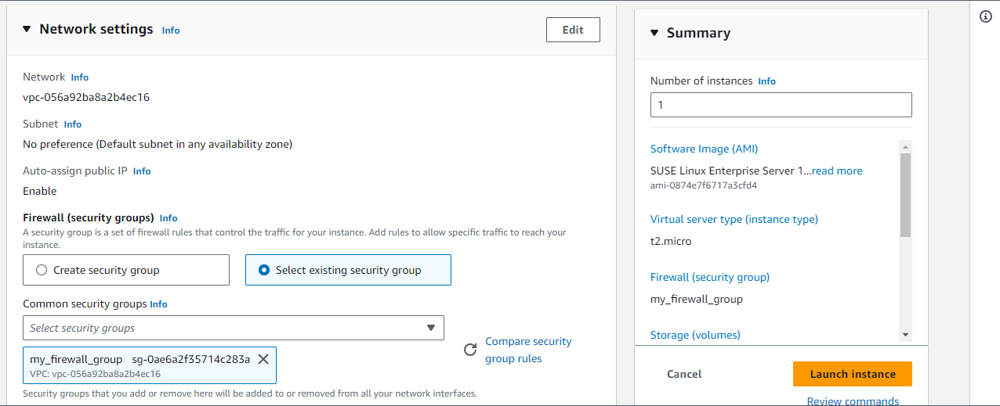 Network settings Info
Edit
Network Info
vpc-056a92ba8a2b4ec16
Subnet Info
No preference (Default subnet in any availability zone)
Auto-assign public IP Info
Enable
Firewall (security groups) Info
A security group is a set of firewall rules that control the traffic for your instance. Add rules to allow specific traffic to reach your
instance.
Create security group
Select existing security group
Common security groups Info
Select security groups
Compare security
group rules
my_firewall_group sg-0ae6a2f35714c283a
VPC: vpc-056a92ba8a2b4ec16
Security groups that you add or remove here will be added to or removed from all your network interfaces.
Summary
Number of instances Info
1
Software Image (AMI)
SUSE Linux Enterprise Server 1...read more
ami-0874e7f6717a3cfd4
Virtual server type (instance type)
t2.micro
Firewall (security group)
my_firewall_group
Storage (volumes)
Cancel
Launch instance
Review commands